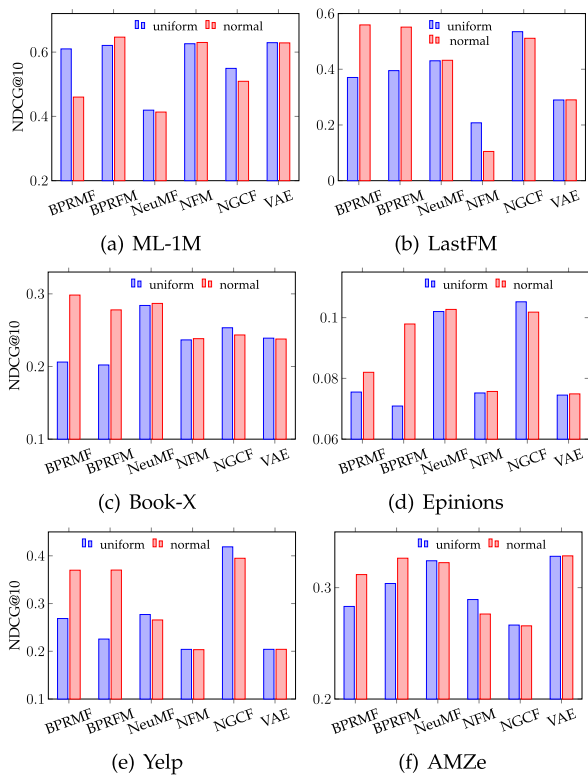 uniform normal
NDCG@10
0.6
0.4
0.2
BPRMF BPRFM NeuMF NFM NGCF VAE
(a) ML-1M
uniform
normal
0.6
0.4
0.2
0
BPRMF BPRFM NeuMF NFM NGCF VAE
(b) LastFM
uniform normal
NDCG@10
0.3
0.2
0.1
BPRMF BPRFM NeuMF NFM NGCF VAE
(c) Book-X
uniform normal
0.1
0.08
0.06
BPRMF BPRFM NeuMF NFM NGCF VAE
(d) Epinions
uniform normal
NDCG@10
0.4
0.3
0.2
0.1
BPRMF BPRFM NeuMF NFM NGCF VAE
(e) Yelp
uniform normal
0.3
0.2
BPRMF BPRFM NeuMF NFM NGCF VAE
(f) AMZe